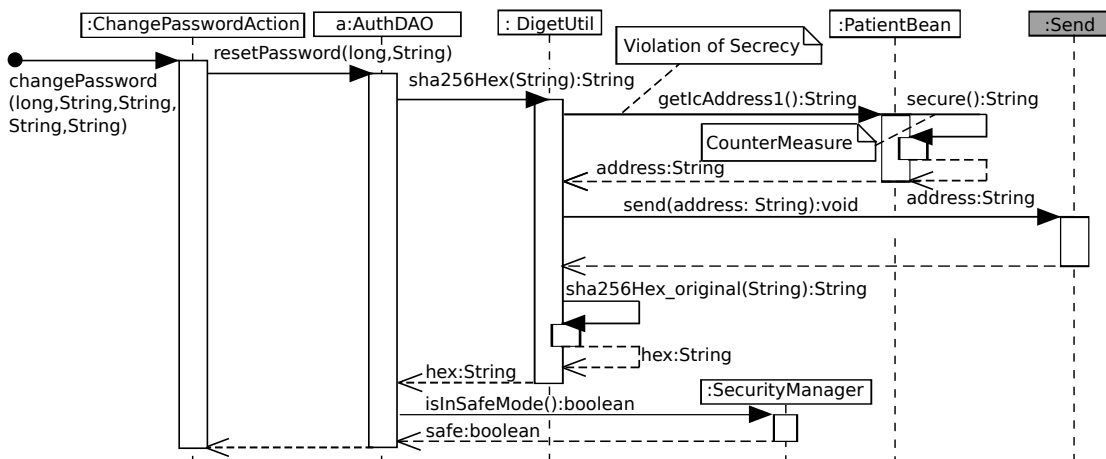 :ChangePasswordAction
a:AuthDAO
: DigetUtil
:PatientBean
:Send
resetPassword(long,String)
Violation of Secrecy
changePassword
(long,String,String,
String,String)
sha256Hex(String):String
getIcAddress1():String
secure():String
CounterMeasure
address:String
address:String
send(address: String):void
sha256Hex_original(String):String
hex:String
hex:String
:SecurityManager
isInSafeMode():boolean
safe:boolean